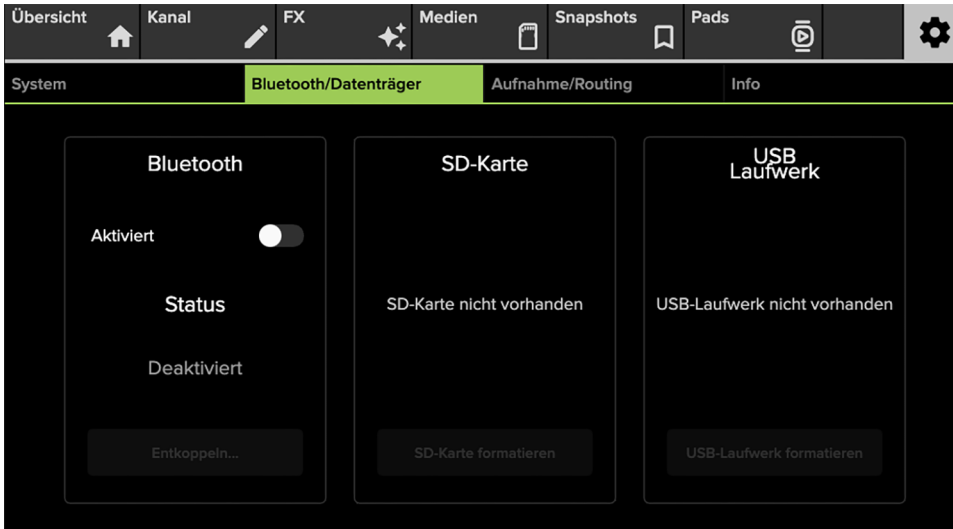 Übersicht
Kanal
FX
Medien
Snapshots
Pads
System
Bluetooth/Datenträger
Aufnahme/Routing
Info
Bluetooth
Aktiviert
Status
Deaktiviert
Entkoppeln...
SD-Karte
SD-Karte nicht vorhanden
SD-Karte formatieren
USB
Laufwerk
USB-Laufwerk nicht vorhanden
USB-Laufwerk formatieren